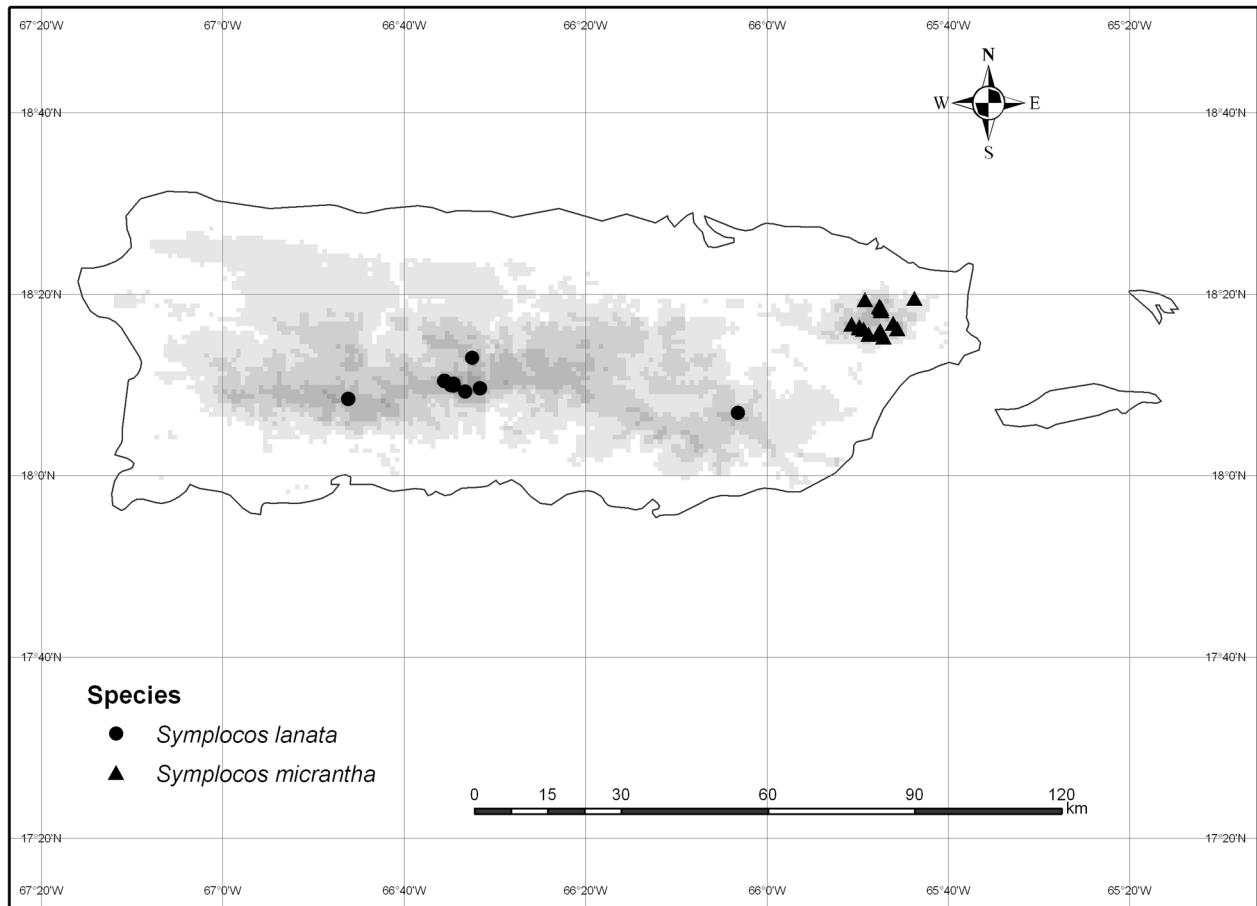 67°20'W 67°0'W 66°40'W 66°20'W 66°0'W 65°40'W 65°20'W
N
W E
S
18°40'N 18°40'N
18°20'N 18°20'N
18°0'N 18°0'N
17°40'N 17°40'N
Species
Symplocos lanata
Symplocos micrantha
0 15 30 60 90 120
km
17°20'N 17°20'N
67°20'W 67°0'W 66°40'W 66°20'W 66°0'W 65°40'W 65°20'W